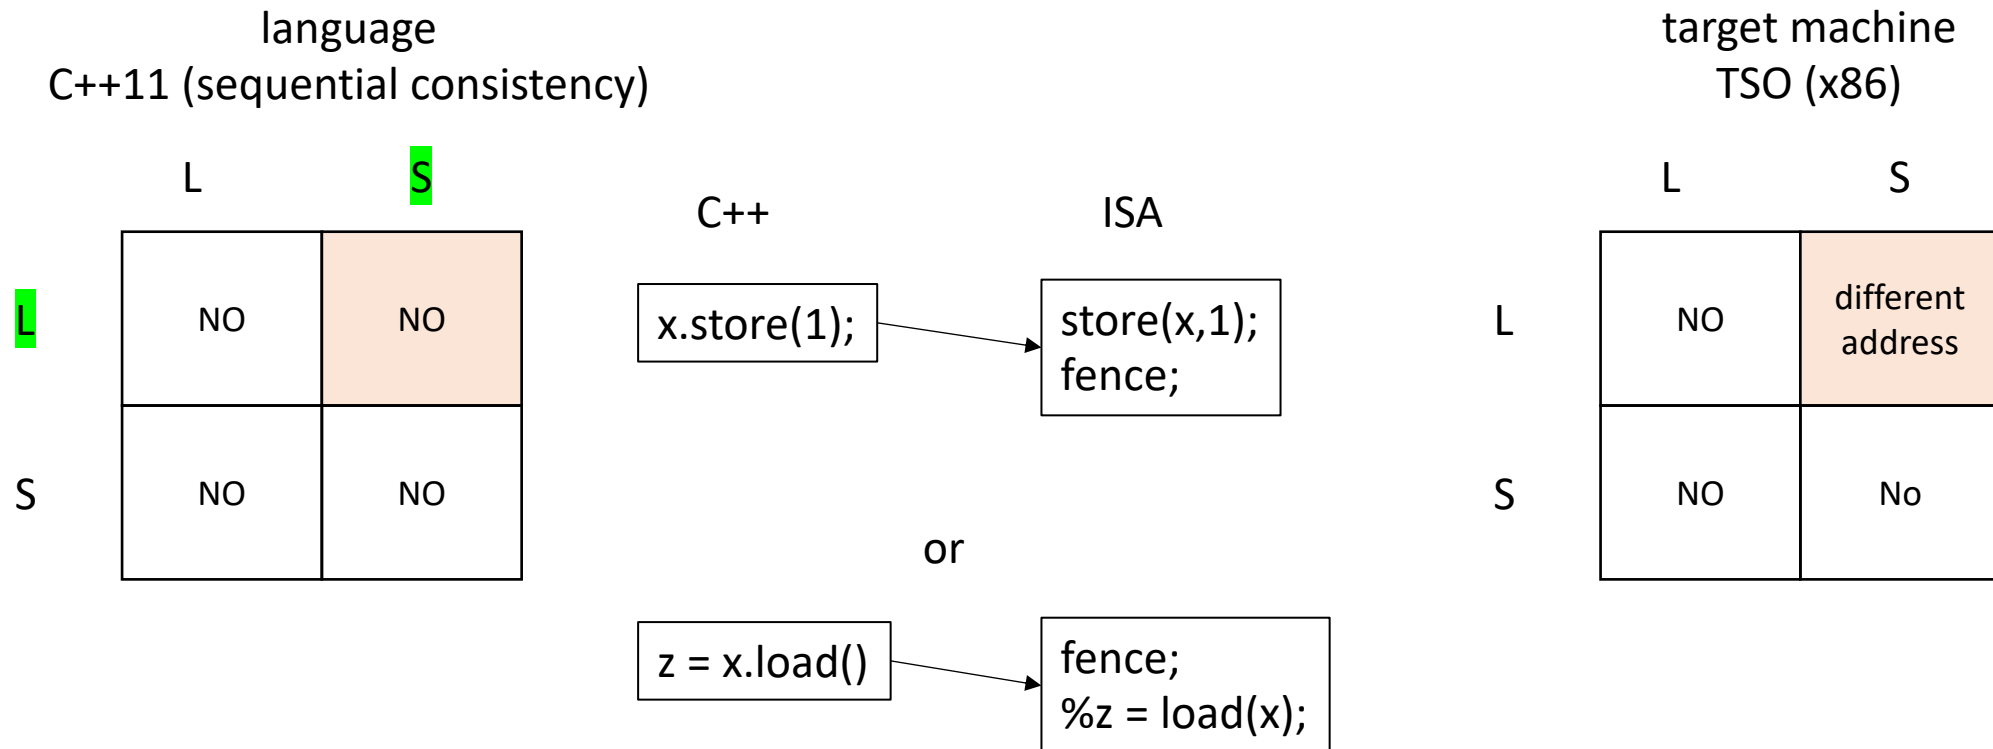 language
C++11 (sequential consistency)
L S
L NO NO
S NO NO
C++ ISA
x.store(1);
store(x,1);
fence;
or
z = x.load()
fence;
%z = load(x);
target machine
TSO (x86)
L S
L NO different
address
S NO No